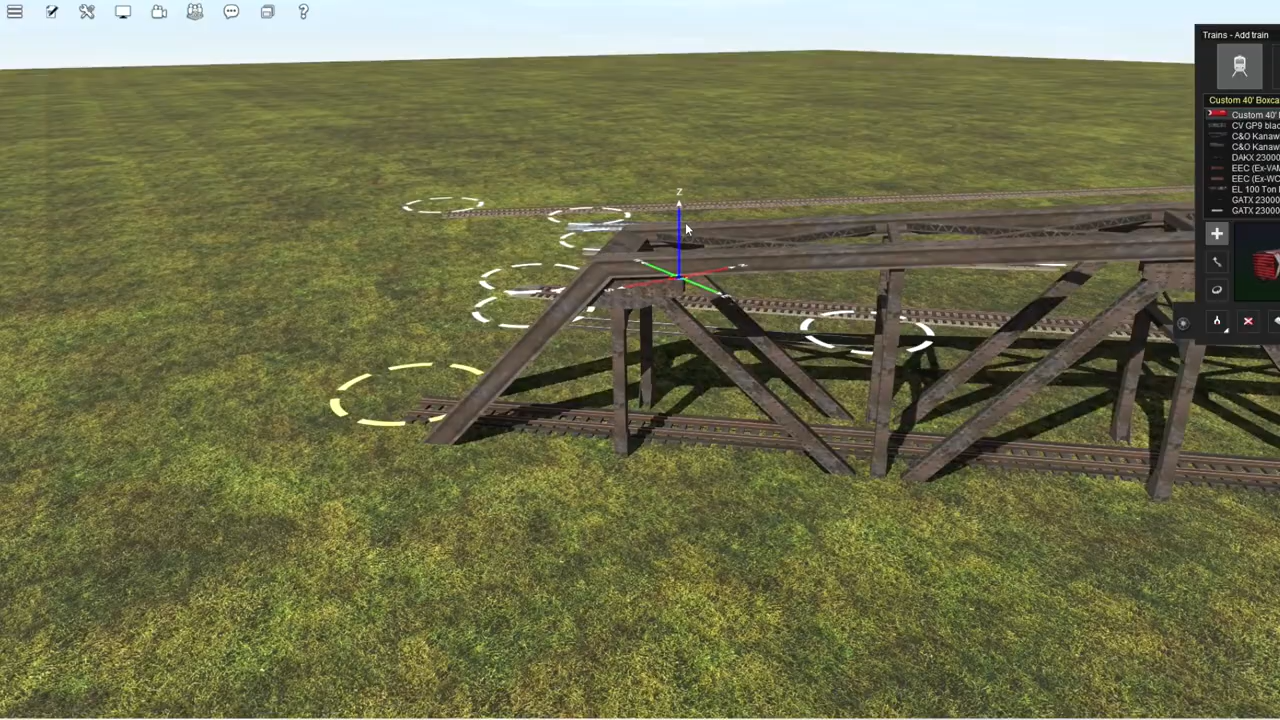 Trains - Add train
Custom 40' Boxca
Custom 40'
CV GP9 blac
C&O Kanaw
C&O Kanaw
DAKX 23000
EEC (Ex-VAM
EEC (Ex-WC
EL 100 Ton
GATX 23000
GATX 23000
Z